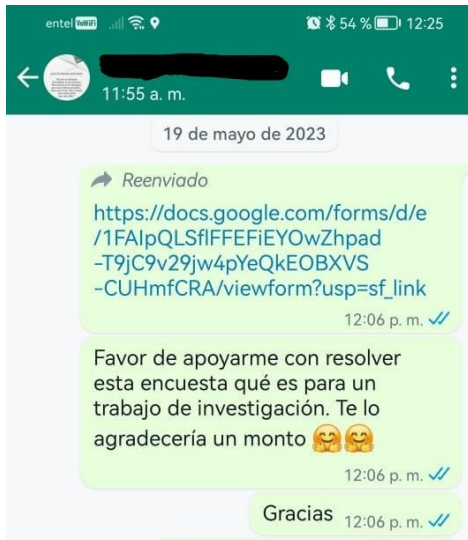 entel VoWiFi 54 % 12:25
11:55 a. m.
19 de mayo de 2023
Reenviado
https://docs.google.com/forms/d/e
/1FAIpQLSflFFEFiEYOwZhpad
-T9jC9v29jw4pYeQkEOBXVS
-CUHmfCRA/viewform?usp=sf_link
12:06 p. m.
Favor de apoyarme con resolver
esta encuesta qué es para un
trabajo de investigación. Te lo
agradecería un monto 🤗🤗
12:06 p. m.
Gracias 12:06 p. m.